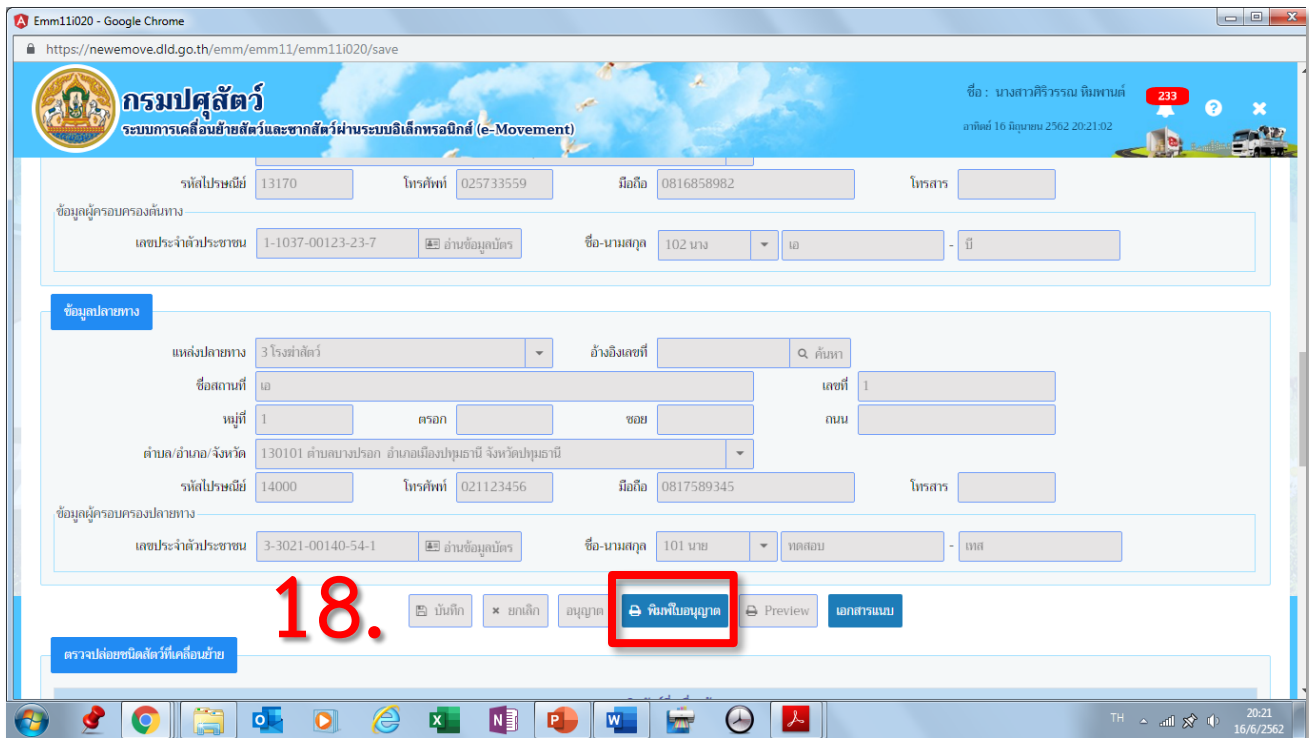 Emm11i020 - Google Chrome
https://newemove.dld.go.th/emm/emm11/emm11i020/save
กรมปศุสัตว์
ระบบการเคลื่อนย้ายสัตว์และซากสัตว์ผ่านระบบอิเล็กทรอนิกส์ (e-Movement)
ชื่อ : นางสาวศิริวรรณ พิมพานต์
233
อาทิตย์ 16 มิถุนายน 2562 20:21:02
รหัสไปรษณีย์ 13170 โทรศัพท์ 025733559 มือถือ 0816858982 โทรสาร
ข้อมูลผู้ครอบครองต้นทาง
เลขประจำตัวประชาชน 1-1037-00123-23-7 อ่านข้อมูลบัตร ชื่อ-นามสกุล 102 นาง เอ - บี
ข้อมูลปลายทาง
แหล่งปลายทาง 3 โรงฆ่าสัตว์ อ้างอิงเลขที่ ค้นหา
ชื่อสถานที่ เอ เลขที่ 1
หมู่ที่ 1 ตรอก ซอย ถนน
ตำบล/อำเภอ/จังหวัด 130101 ตำบลบางปรอก อำเภอเมืองปทุมธานี จังหวัดปทุมธานี
รหัสไปรษณีย์ 14000 โทรศัพท์ 021123456 มือถือ 0817589345 โทรสาร
ข้อมูลผู้ครอบครองปลายทาง
เลขประจำตัวประชาชน 3-3021-00140-54-1 อ่านข้อมูลบัตร ชื่อ-นามสกุล 101 นาย ทดสอบ - เทส
18.
บันทึก ยกเลิก อนุญาต พิมพ์ใบอนุญาต Preview เอกสารแนบ
ตรวจปล่อยชนิดสัตว์ที่เคลื่อนย้าย
TH 20:21
16/6/2562